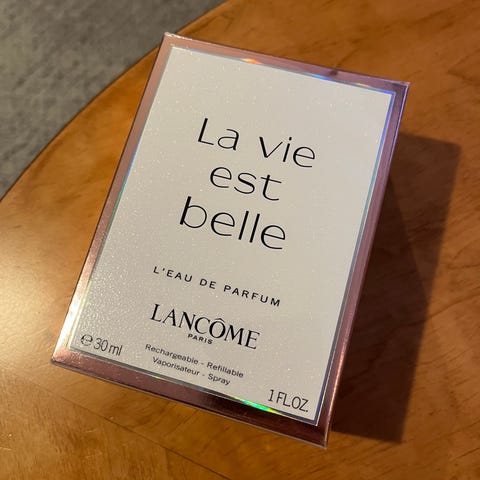 La vie
est
belle
L'EAU DE PARFUM
LANCÔME
PARIS
℮ 30 ml
Rechargeable - Refillable
Vaporisateur - Spray
1 FL.OZ.